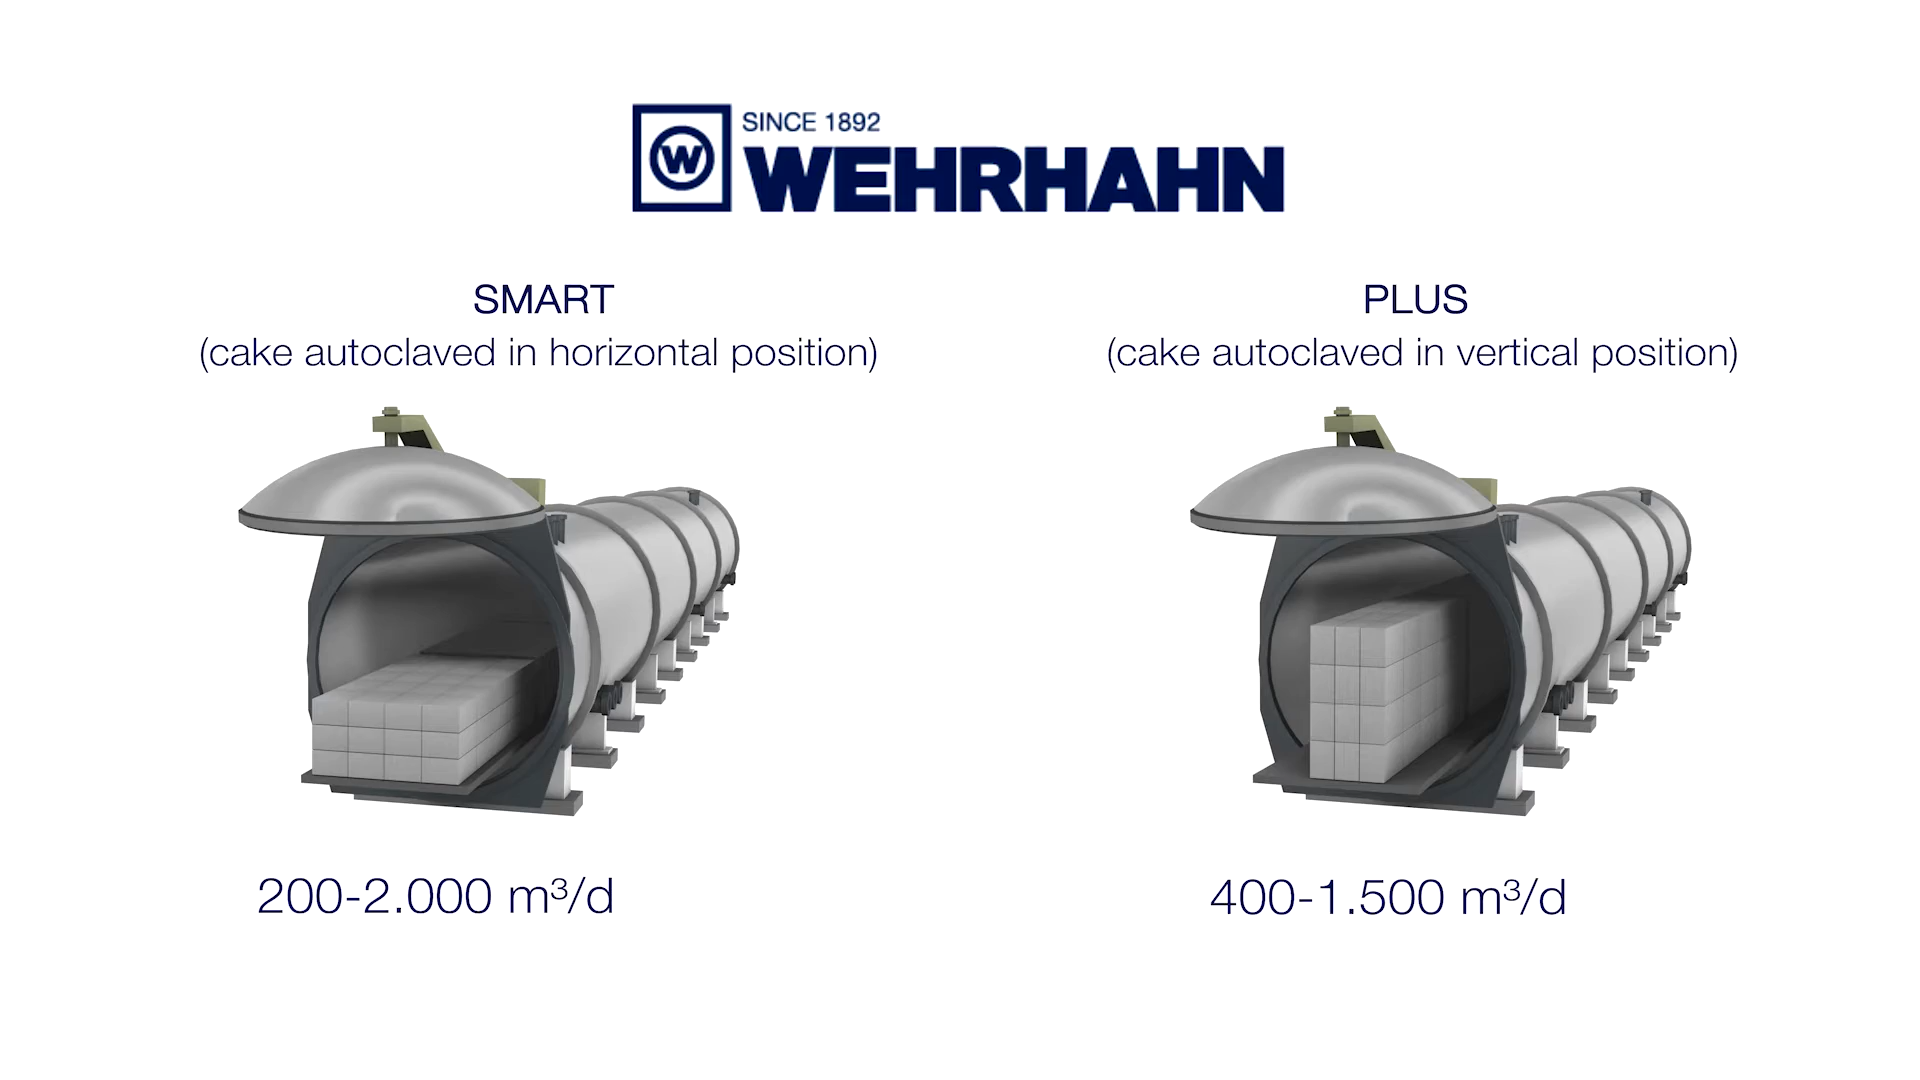 W
SINCE 1892
WEHRHAHN
SMART
(cake autoclaved in horizontal position)
200-2.000 m³/d
PLUS
(cake autoclaved in vertical position)
400-1.500 m³/d